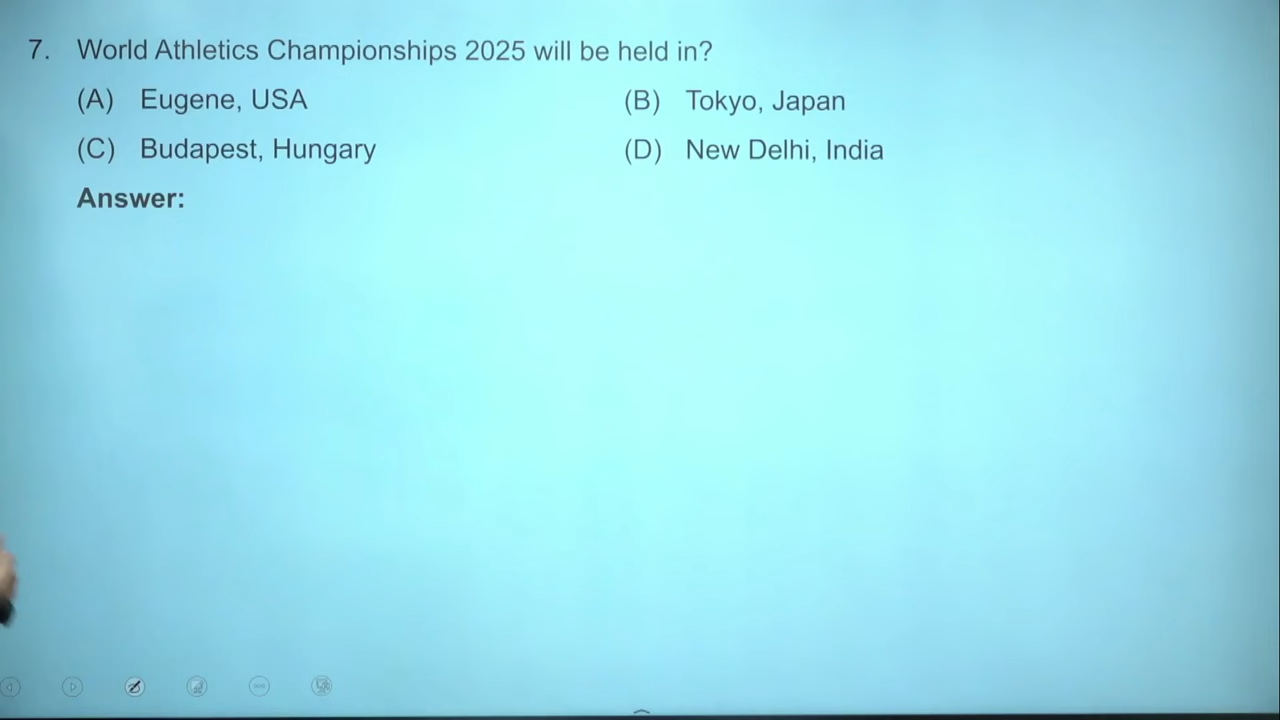 7. World Athletics Championships 2025 will be held in?
(A) Eugene, USA (B) Tokyo, Japan
(C) Budapest, Hungary (D) New Delhi, India
Answer: